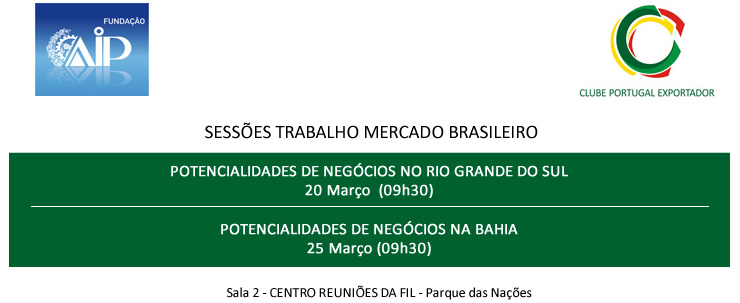 FUNDAÇÃO
AIP
CLUBE PORTUGAL EXPORTADOR
SESSÕES TRABALHO MERCADO BRASILEIRO
POTENCIALIDADES DE NEGÓCIOS NO RIO GRANDE DO SUL
20 Março (09h30)
POTENCIALIDADES DE NEGÓCIOS NA BAHIA
25 Março (09h30)
Sala 2 - CENTRO REUNIÕES DA FIL - Parque das Nações